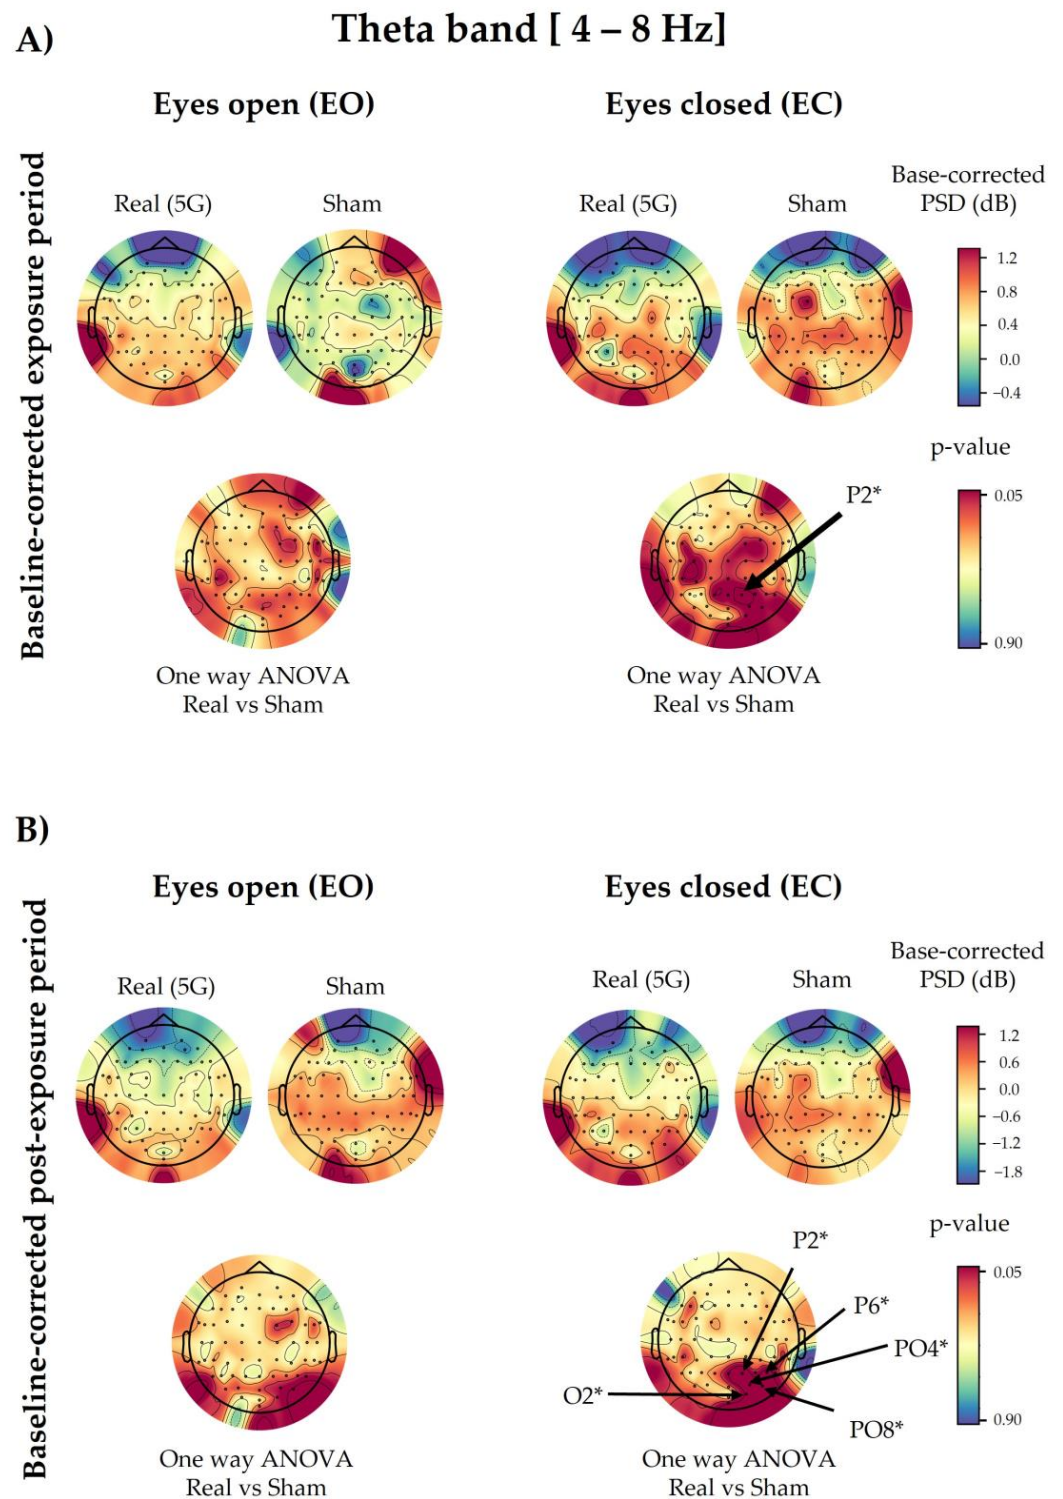 A)
Theta band [ 4 – 8 Hz]
Eyes open (EO)
Eyes closed (EC)
Baseline-corrected exposure period
Real (5G)
Sham
Real (5G)
Sham
Base-corrected
PSD (dB)
1.2
0.8
0.4
0.0
−0.4
p-value
0.05
0.90
P2*
One way ANOVA
Real vs Sham
One way ANOVA
Real vs Sham
B)
Eyes open (EO)
Eyes closed (EC)
Baseline-corrected post-exposure period
Real (5G)
Sham
Real (5G)
Sham
Base-corrected
PSD (dB)
1.2
0.6
0.0
−0.6
−1.2
−1.8
p-value
0.05
0.90
P2*
P6*
PO4*
O2*
PO8*
One way ANOVA
Real vs Sham
One way ANOVA
Real vs Sham